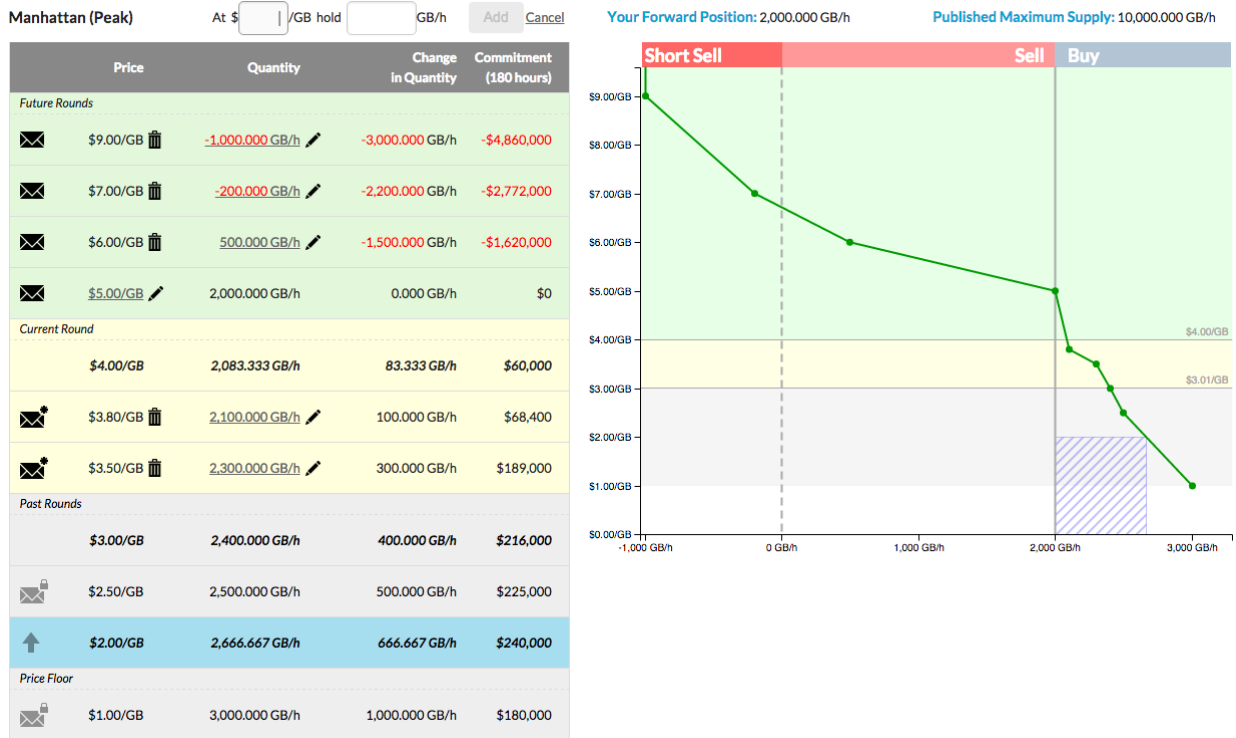 Manhattan (Peak) At $ /GB hold GB/h Add Cancel
Price Quantity Change in Quantity Commitment (180 hours)
Future Rounds
$9.00/GB -1,000.000 GB/h -3,000.000 GB/h -$4,860,000
$7.00/GB -200.000 GB/h -2,200.000 GB/h -$2,772,000
$6.00/GB 500.000 GB/h -1,500.000 GB/h -$1,620,000
$5.00/GB 2,000.000 GB/h 0.000 GB/h $0
Current Round
$4.00/GB 2,083.333 GB/h 83.333 GB/h $60,000
$3.80/GB 2,100.000 GB/h 100.000 GB/h $68,400
$3.50/GB 2,300.000 GB/h 300.000 GB/h $189,000
Past Rounds
$3.00/GB 2,400.000 GB/h 400.000 GB/h $216,000
$2.50/GB 2,500.000 GB/h 500.000 GB/h $225,000
$2.00/GB 2,666.667 GB/h 666.667 GB/h $240,000
Price Floor
$1.00/GB 3,000.000 GB/h 1,000.000 GB/h $180,000
Your Forward Position: 2,000.000 GB/h Published Maximum Supply: 10,000.000 GB/h
Short Sell Sell Buy
$9.00/GB
$8.00/GB
$7.00/GB
$6.00/GB
$5.00/GB
$4.00/GB
$4.00/GB
$3.01/GB
$3.00/GB
$2.00/GB
$1.00/GB
$0.00/GB
-1,000 GB/h 0 GB/h 1,000 GB/h 2,000 GB/h 3,000 GB/h